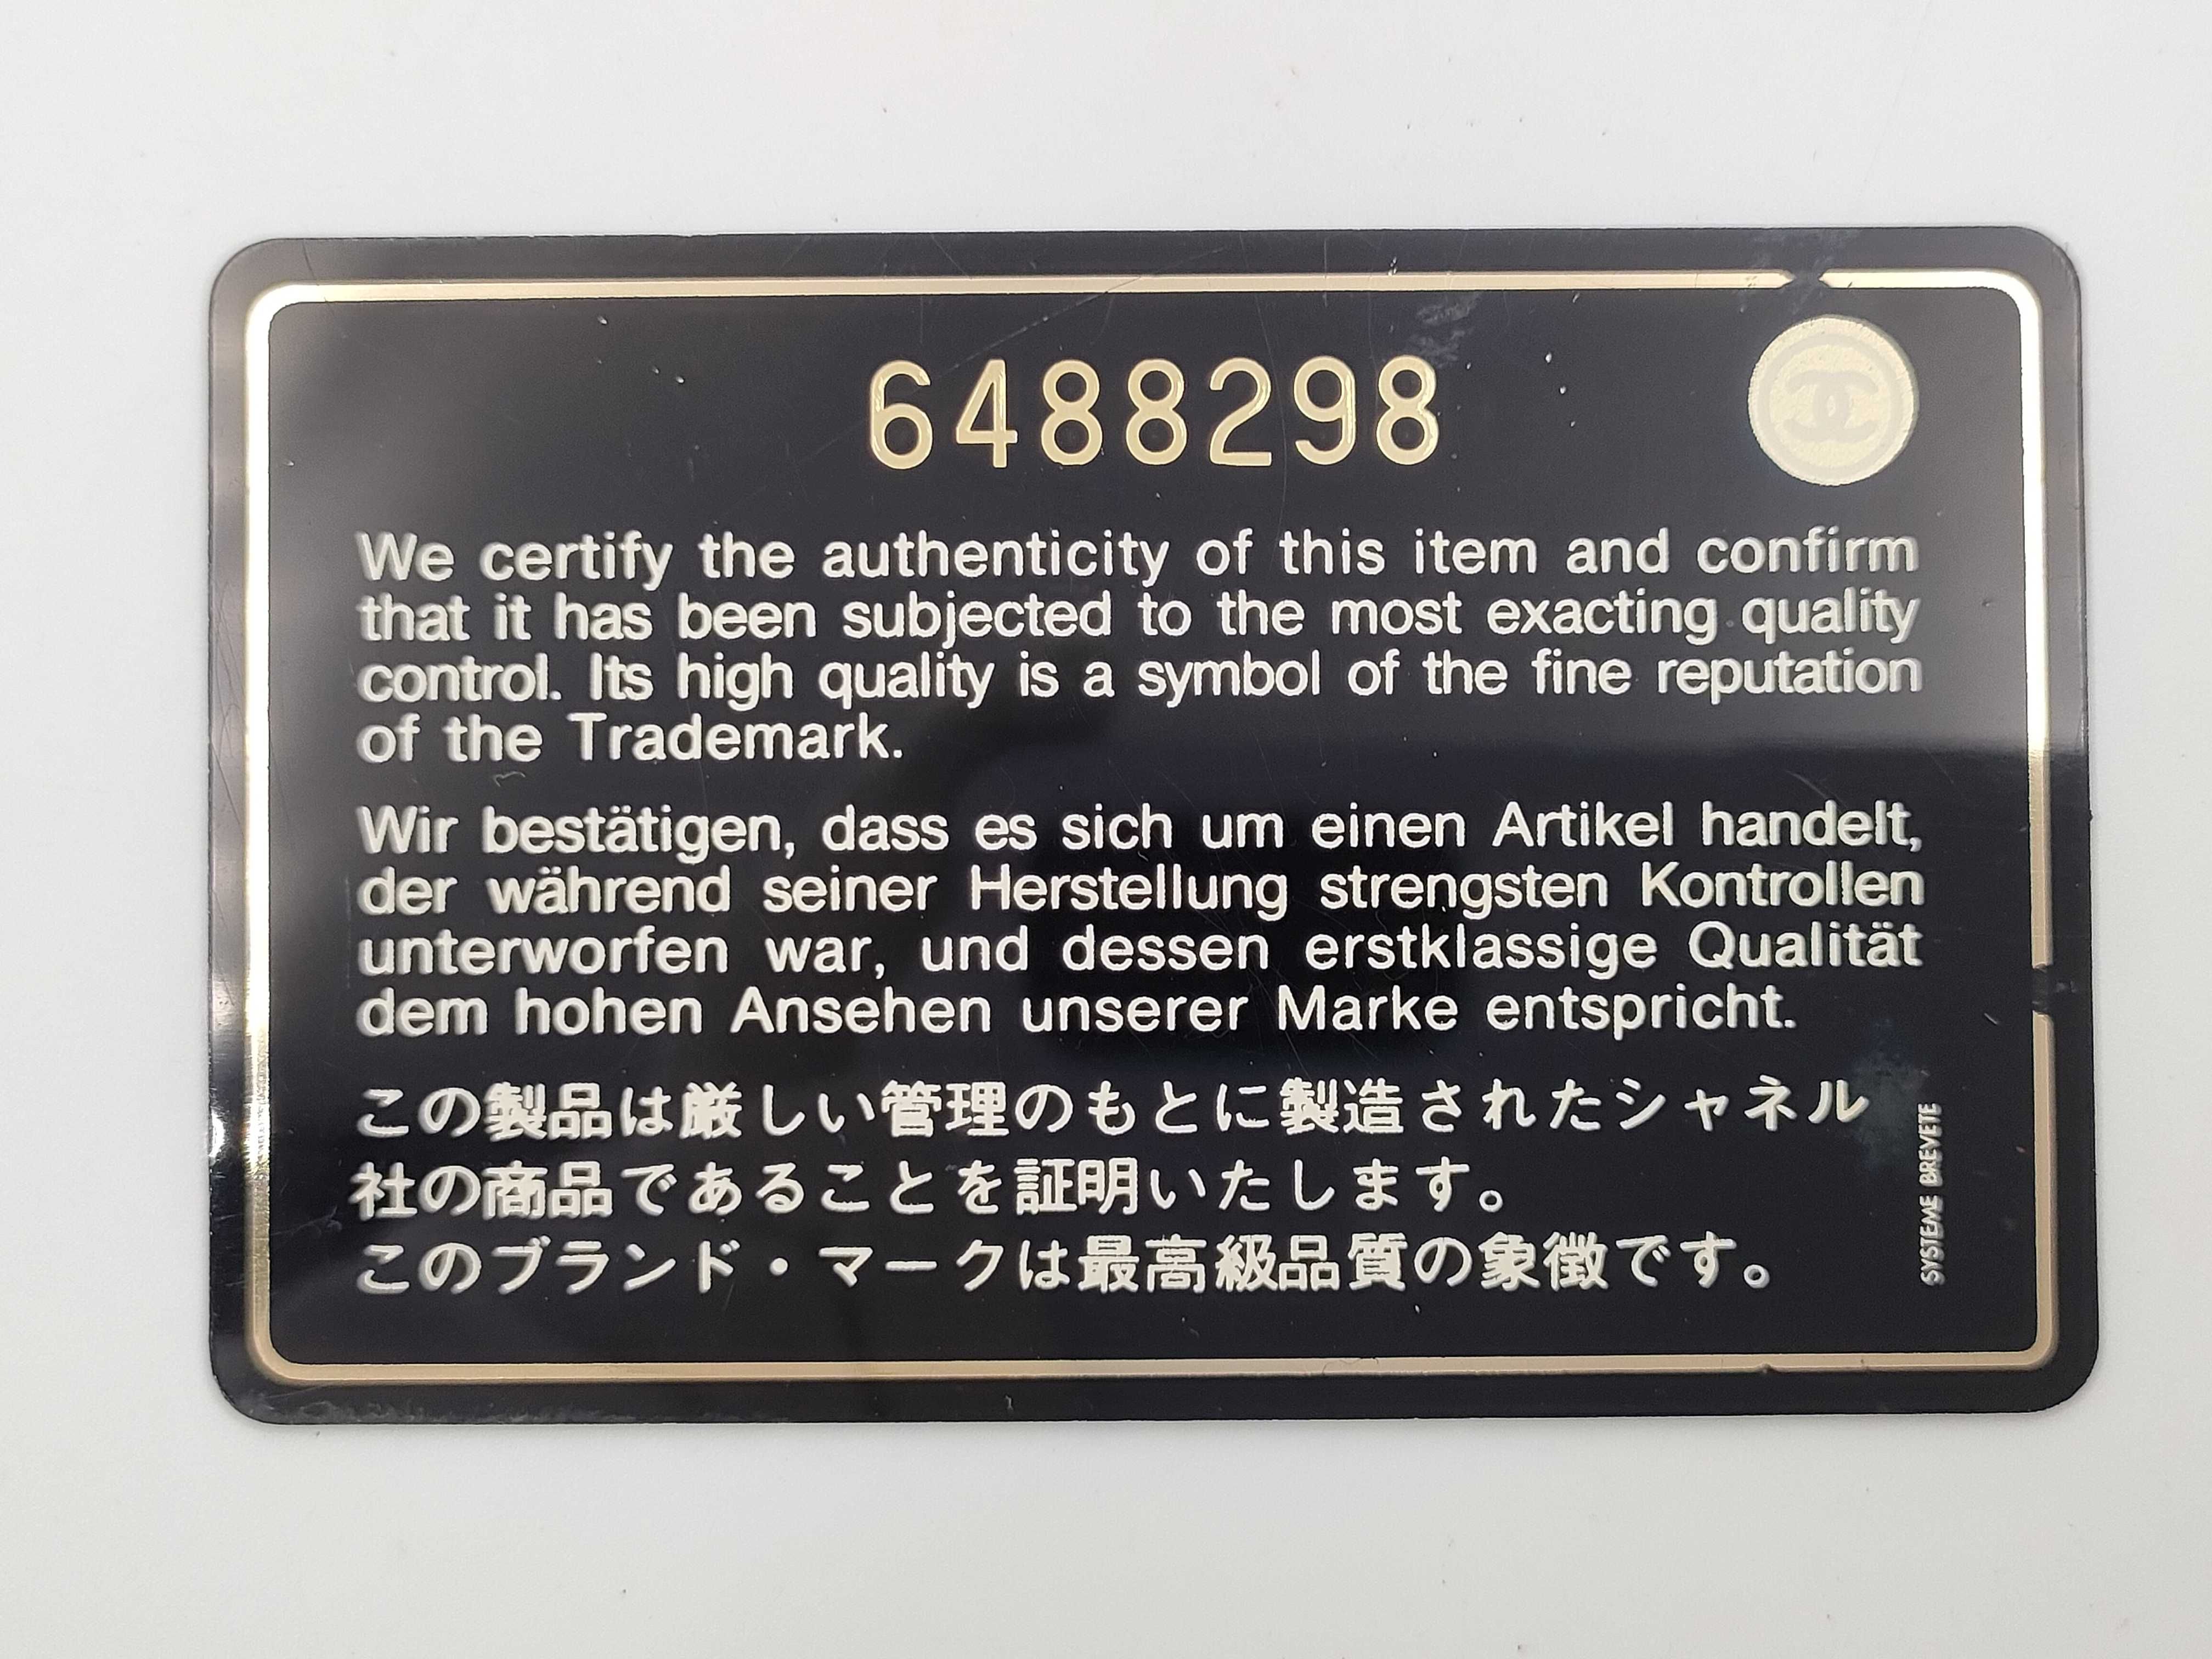 6488298
We certify the authenticity of this item and confirm
that it has been subjected to the most exacting quality
control. Its high quality is a symbol of the fine reputation
of the Trademark.
Wir bestätigen, dass es sich um einen Artikel handelt,
der während seiner Herstellung strengsten Kontrollen
unterworfen war, und dessen erstklassige Qualität
dem hohen Ansehen unserer Marke entspricht.
この製品は厳しい管理のもとに製造されたシャネル
社の商品であることを証明いたします。
このブランド・マークは最高級品質の象徴です。
SYSTEME BREVETE